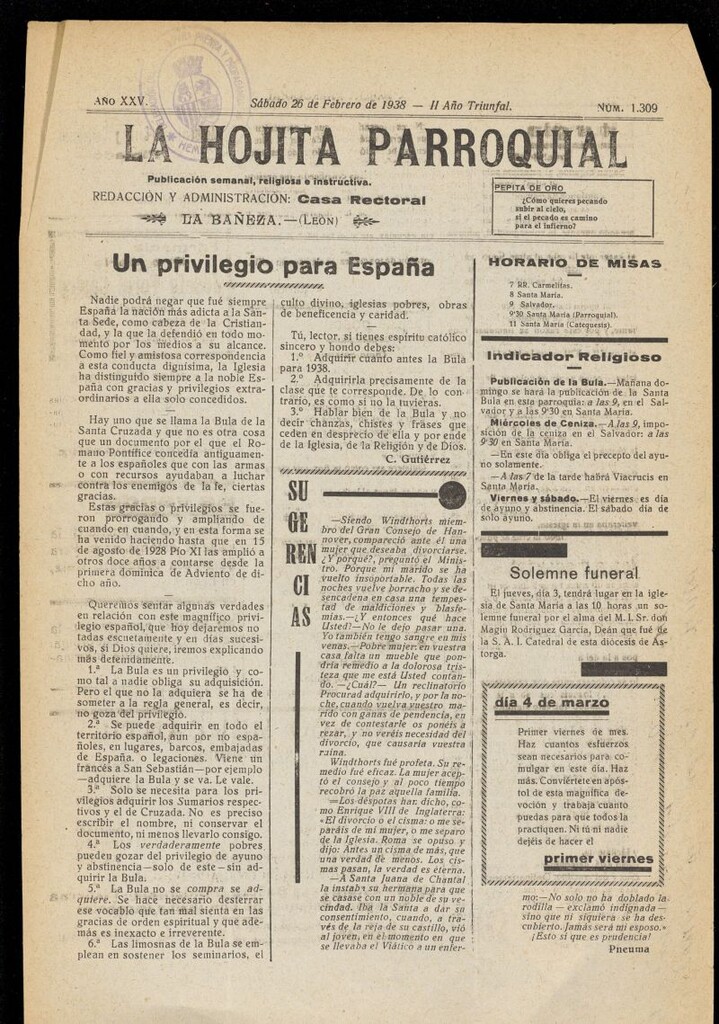 AÑO XXV.
Sábado 26 de Febrero de 1938 — II Año Triunfal.
NÚM. 1.309
LA HOJITA PARROQUIAL
Publicación semanal, religiosa e instructiva.
REDACCIÓN Y ADMINISTRACIÓN: Casa Rectoral
LA BAÑEZA.—(LEÓN)
PEPITA DE ORO
¿Cómo quieres pecando
subir al cielo,
si el pecado es camino
para el infierno?
Un privilegio para España
Nadie podrá negar que fué siempre
España la nación más adicta a la San-
ta Sede, como cabeza de la Cristian-
dad, y la que la defendió en todo mo-
mento por los medios a su alcance.
Como fiel y amistosa correspondencia
a esta conducta dignísima, la Iglesia
ha distinguido siempre a la noble Es-
paña con gracias y privilegios extraor-
dinarios a ella solo concedidos.
Hay uno que se llama la Bula de la
Santa Cruzada y que no es otra cosa
que un documento por el que el Ro-
mano Pontífice concedía antiguamen-
te a los españoles que con las armas
o con recursos ayudaban a luchar
contra los enemigos de la fe, ciertas
gracias.
Estas gracias o privilegios se fue-
ron prorrogando y ampliando de
cuando en cuando, y en esta forma se
ha venido haciendo hasta que en 15
de agosto de 1928 Pío XI las amplió a
otros doce años a contarse desde la
primera dominica de Adviento de di-
cho año.
Queremos sentar algunas verdades
en relación con este magnífico privi-
legio español, que hoy dejaremos no
tadas escuetamente y en días sucesi-
vos, si Dios quiere, iremos explicando
más detenidamente.
1.ª La Bula es un privilegio y co-
mo tal a nadie obliga su adquisición.
Pero el que no la adquiera se ha de
someter a la regla general, es decir,
no goza del privilegio.
2.ª Se puede adquirir en todo el
territorio español, aun por no espa-
ñoles, en lugares, barcos, embajadas
de España. o legaciones. Viene un
francés a San Sebastián—por ejemplo
—adquiere la Bula y se va. Le vale.
3.ª Solo se necesita para los pri-
vilegios adquirir los Sumarios respec-
tivos y el de Cruzada. No es preciso
escribir el nombre, ni conservar el
documento, ni menos llevarlo consigo.
4.ª Los verdaderamente pobres
pueden gozar del privilegio de ayuno
y abstinencia—solo de este—sin ad-
quirir la Bula.
5.ª La Bula no se compra se ad-
quiere. Se hace necesario desterrar
ese vocablo que tan mal sienta en las
gracias de orden espiritual y que ade-
más es inexacto e irreverente.
6.ª Las limosnas de la Bula se em-
plean en sostener los seminarios, el
culto divino, iglesias pobres, obras
de beneficencia y caridad.
Tú, lector, si tienes espíritu católico
sincero y hondo debes:
1.º Adquirir cuanto antes la Bula
para 1938.
2.º Adquirirla precisamente de la
clase que te corresponde. De lo con-
trario, es como si no la tuvieras.
3.º Hablar bien de la Bula y no
decir chanzas, chistes y frases que
ceden en desprecio de ella y por ende
de la Iglesia, de la Religión y de Dios.
C. Gutiérrez
SU
GE
REN
CI
AS
—Siendo Windthorts miem-
bro del Gran Consejo de Han-
nover, compareció ante él una
mujer que deseaba divorciarse.
¿Y porqué?, preguntó el Minis-
tro. Porque mi marido se ha
vuelto insoportable. Todas las
noches vuelve borracho y se de-
sencadena en casa una tempes-
tad de maldiciones y blasfe-
mias.—¿Y entonces qué hace
Usted?—No le dejo pasar una.
Yo también tengo sangre en mis
venas.—Pobre mujer: en vuestra
casa falta un mueble que pon-
dría remedio a la dolorosa tris-
teza que me está Usted contan-
do. —¿Cuál?— Un reclinatorio
Procurad adquirirlo, y por la no-
che, cuando vuelva vuestro ma-
rido con ganas de pendencia, en
vez de contestarle os ponéis a
rezar, y no veréis necesidad del
divorcio, que causaría vuestra
ruina.
Windthorts fué profeta. Su re-
medio fué eficaz. La mujer acep-
tó el consejo y al poco tiempo
recobró la paz aquella familia.
—Los déspotas han dicho, co-
mo Enrique VIII de Inglaterra:
«El divorcio o el cisma: o me se-
paráis de mi mujer, o me separo
de la Iglesia. Roma se opuso y
dijo: Antes un cisma de más, que
una verdad de menos. Los cis-
mas pasan, la verdad es eterna.
—A Santa Juana de Chantal
la instaba su hermana para que
se casase con un noble de su ve-
cindad. Iba la Santa a dar su
consentimiento, cuando, a tra-
vés de la reja de su castillo, vió
al joven, en el momento en que
se llevaba el Viático a un enfer-
HORARIO DE MISAS
7 RR. Carmelitas.
8 Santa María.
9 Salvador.
9'30 Santa María (Parroquial).
11 Santa María (Catequesis).
Indicador Religioso
Publicación de la Bula.—Mañana do-
mingo se hará la publicación de la Santa
Bula en esta parroquia: a las 9, en el Sal-
vador y a las 9'30 en Santa María.
Miércoles de Ceniza.—A las 9, impo-
sición de la ceniza en el Salvador: a las
9'30 en Santa María.
—En este día obliga el precepto del ayu-
no solamente.
—A las 7 de la tarde habrá Viacrucis en
Santa María.
Viernes y sábado.—El viernes es día
de ayuno y abstinencia. El sábado día de
solo ayuno.
Solemne funeral
El jueves, día 3, tendrá lugar en la iglesia
de Santa María a las 10 horas un so-
lemne funeral por el alma del M. I. Sr. don
Magín Rodríguez García, Deán que fué de
la S. A. I. Catedral de esta diócesis de As-
torga.
día 4 de marzo
Primer viernes de mes.
Haz cuantos esfuerzos
sean necesarios para co-
mulgar en este día. Haz
más. Conviértete en após-
tol de esta magnífica de-
voción y trabaja cuanto
puedas para que todos la
practiquen. Ni tú ni nadie
dejéis de hacer el
primer viernes
mo:—No solo no ha doblado la
rodilla — exclamó indignada —
sino que ni siquiera se ha des-
cubierto. Jamás será mi esposo.»
¡Esto sí que es prudencia!
Pneuma